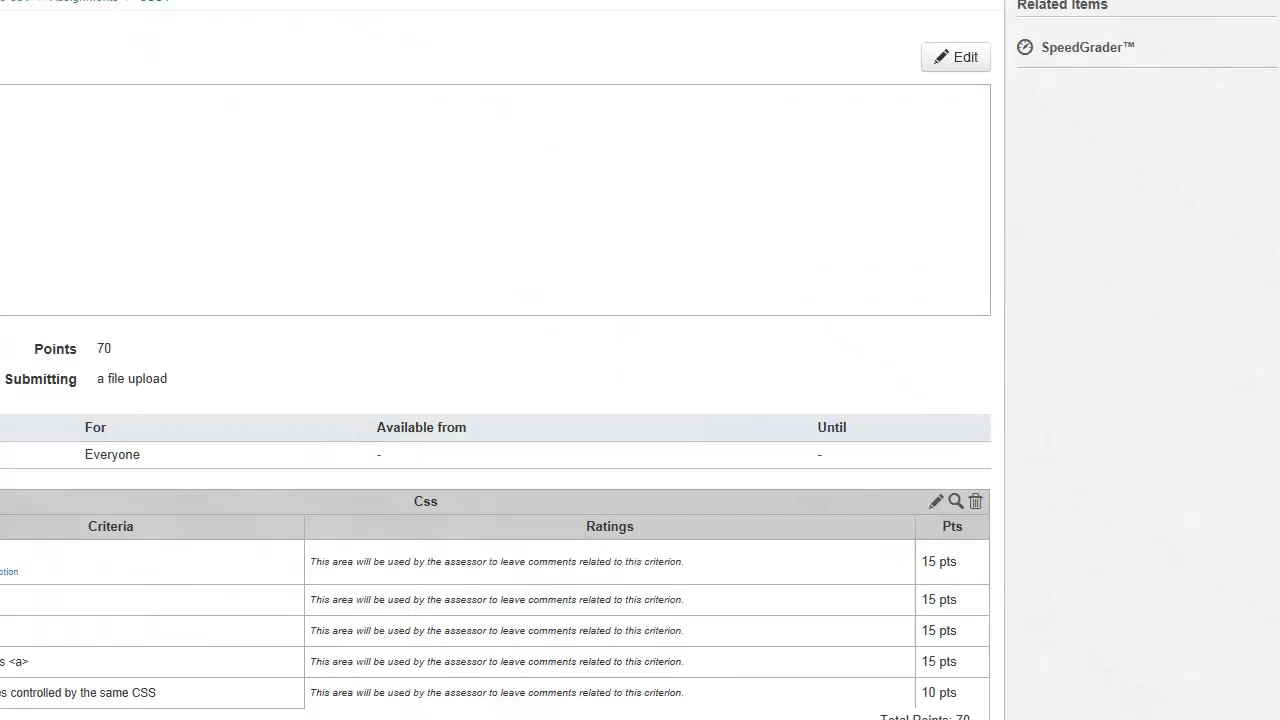 Assignments
Related Items
SpeedGrader™
Edit
Points 70
Submitting a file upload
For Available from Until
Everyone - -
Css
Criteria Ratings Pts
This area will be used by the assessor to leave comments related to this criterion. 15 pts
This area will be used by the assessor to leave comments related to this criterion. 15 pts
This area will be used by the assessor to leave comments related to this criterion. 15 pts
<a> This area will be used by the assessor to leave comments related to this criterion. 15 pts
controlled by the same CSS This area will be used by the assessor to leave comments related to this criterion. 10 pts
Total Points: 70